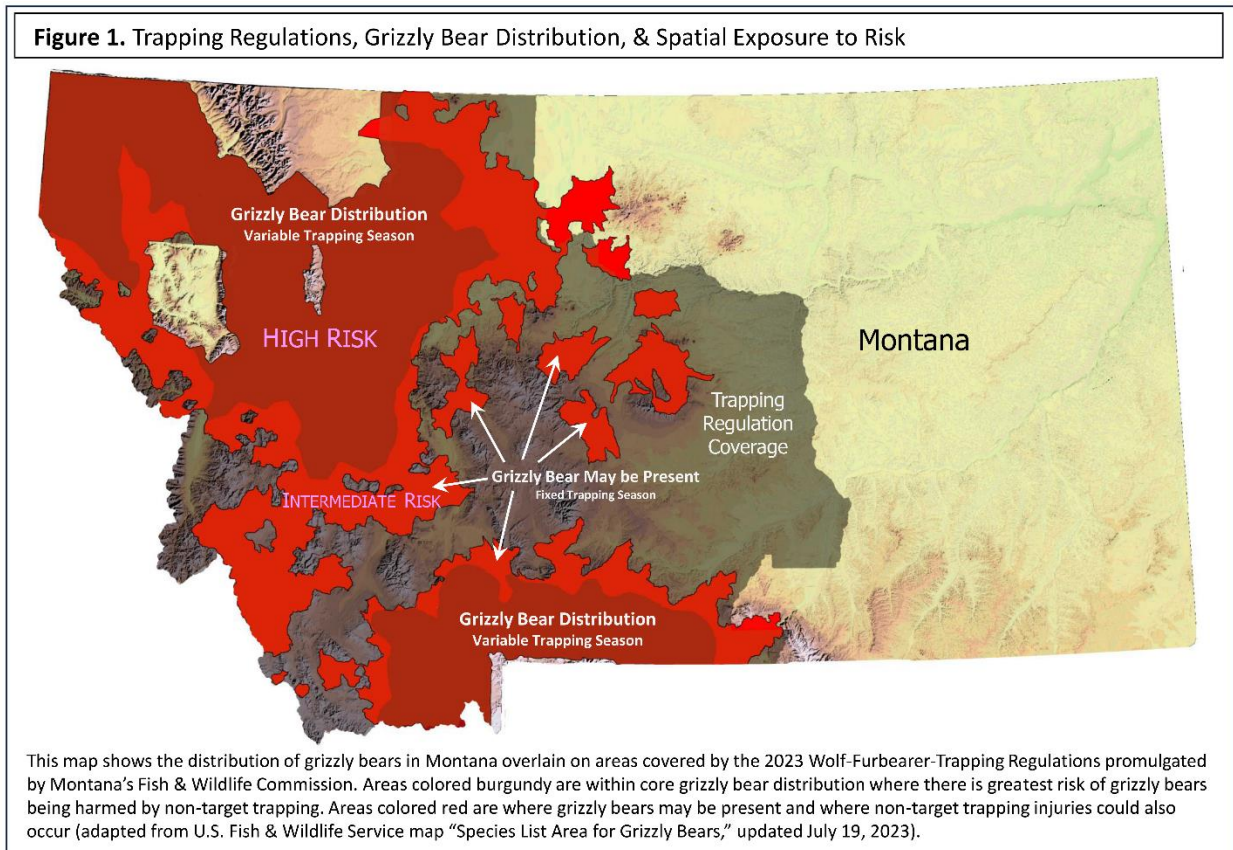 Figure 1. Trapping Regulations, Grizzly Bear Distribution, & Spatial Exposure to Risk
Grizzly Bear Distribution
Variable Trapping Season
HIGH RISK
Montana
Trapping
Regulation
Coverage
Grizzly Bear May be Present
Fixed Trapping Season
INTERMEDIATE RISK
Grizzly Bear Distribution
Variable Trapping Season
This map shows the distribution of grizzly bears in Montana overlain on areas covered by the 2023 Wolf-Furbearer-Trapping Regulations promulgated
by Montana's Fish & Wildlife Commission. Areas colored burgundy are within core grizzly bear distribution where there is greatest risk of grizzly bears
being harmed by non-target trapping. Areas colored red are where grizzly bears may be present and where non-target trapping injuries could also
occur (adapted from U.S. Fish & Wildlife Service map "Species List Area for Grizzly Bears," updated July 19, 2023).